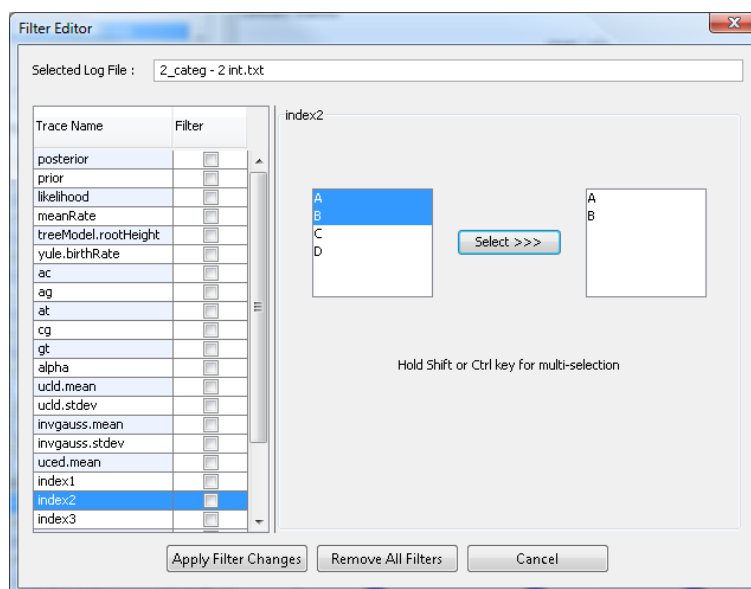 Filter Editor
Selected Log File : 2_categ - 2 int.txt
Trace Name Filter
posterior
prior
likelihood
meanRate
treeModel.rootHeight
yule.birthRate
ac
ag
at
cg
gt
alpha
ucld.mean
ucld.stdev
invgauss.mean
invgauss.stdev
uced.mean
index1
index2
index3
index2
A
B
C
D
Select >>>
A
B
Hold Shift or Ctrl key for multi-selection
Apply Filter Changes Remove All Filters Cancel